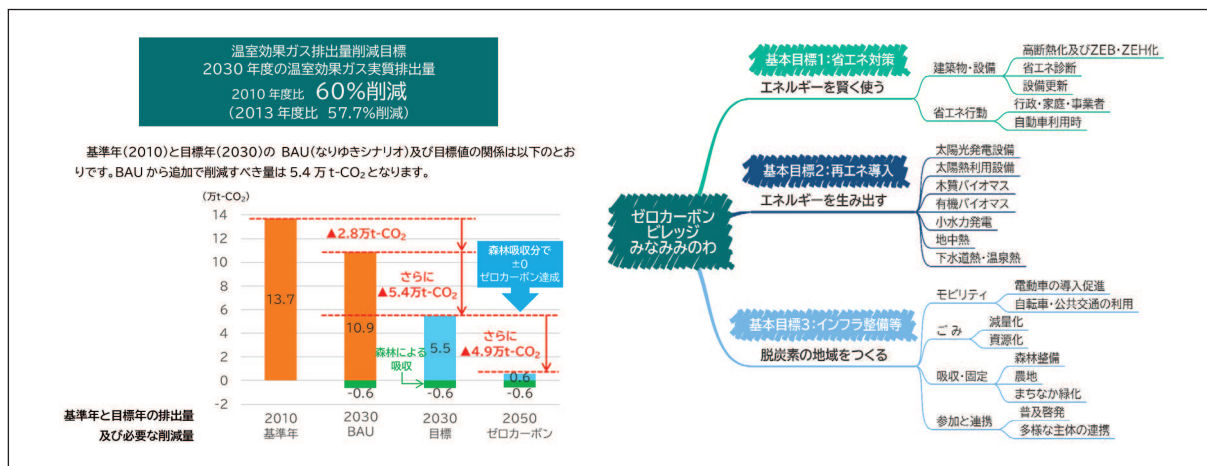 温室効果ガス排出量削減目標
2030年度の温室効果ガス実質排出量
2010年度比 60%削減
(2013年度比 57.7%削減)
基準年(2010)と目標年(2030)の BAU(なりゆきシナリオ)及び目標値の関係は以下のとお
りです。BAUから追加で削減すべき量は 5.4 万 t-CO₂となります。
(万t-CO₂)
14
12
10
8
6
4
2
0
-2
13.7
10.9
5.5
0.6
-0.6
-0.6
-0.6
▲2.8万t-CO₂
さらに
▲5.4万t-CO₂
さらに
▲4.9万t-CO₂
森林吸収分で
±0
ゼロカーボン達成
森林による
吸収
2010
基準年
2030
BAU
2030
目標
2050
ゼロカーボン
基準年と目標年の排出量
及び必要な削減量
ゼロカーボン
ビレッジ
みなみみのわ
基本目標1:省エネ対策
エネルギーを賢く使う
建築物・設備
高断熱化及びZEB・ZEH化
省エネ診断
設備更新
省エネ行動
行政・家庭・事業者
自動車利用時
基本目標2:再エネ導入
エネルギーを生み出す
太陽光発電設備
太陽熱利用設備
木質バイオマス
有機バイオマス
小水力発電
地中熱
下水道熱・温泉熱
基本目標3:インフラ整備等
脱炭素の地域をつくる
モビリティ
電動車の導入促進
自転車・公共交通の利用
ごみ
減量化
資源化
吸収・固定
森林整備
農地
まちなか緑化
参加と連携
普及啓発
多様な主体の連携